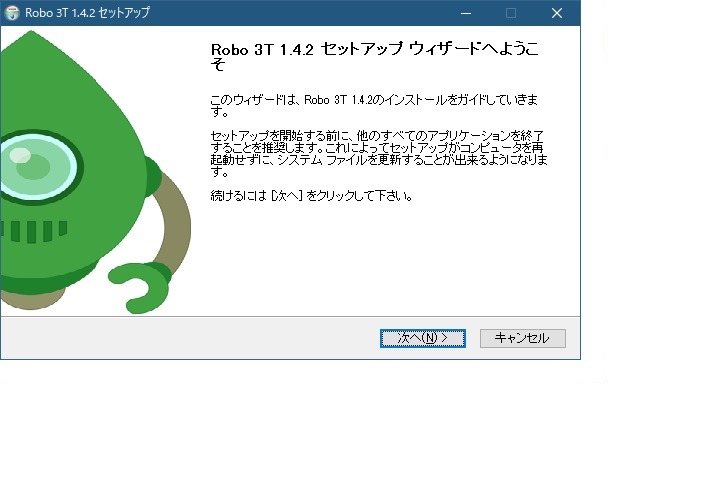 Robo 3T 1.4.2 セットアップ
Robo 3T 1.4.2 セットアップ ウィザードへようこ
そ
このウィザードは、Robo 3T 1.4.2のインストールをガイドしていきま
す。
セットアップを開始する前に、他のすべてのアプリケーションを終了
することを推奨します。これによってセットアップがコンピュータを再
起動せずに、システム ファイルを更新することが出来るようになりま
す。
続けるには [次へ] をクリックして下さい。
次へ(N) >
キャンセル